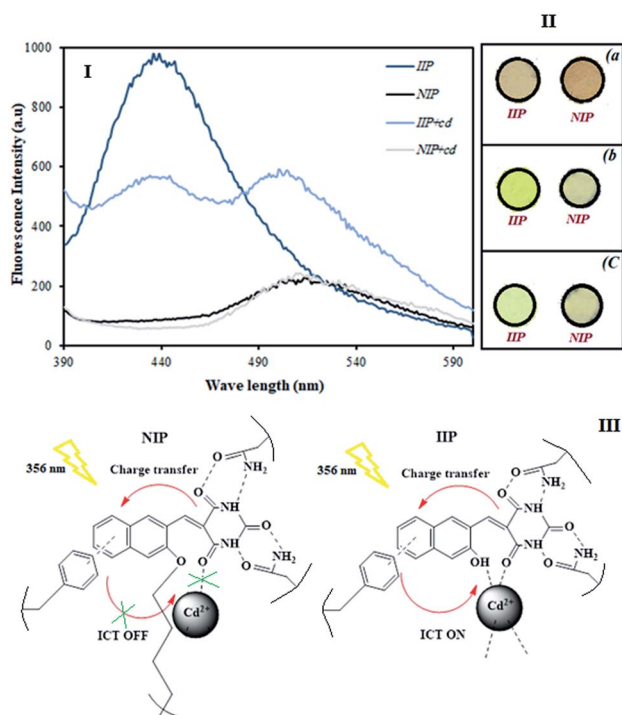 I
II
1000
800
600
400
200
0
Fluorescence Intensity (a.u)
390
440
490
540
590
Wave length (nm)
IIP
NIP
IIP+cd
NIP+cd
(a
IIP
NIP
(b
IIP
NIP
(C
IIP
NIP
III
NIP
356 nm
Charge transfer
O
NH2
O
NH
O
NH
O
NH2
O
O
Cd2+
ICT OFF
IIP
356 nm
Charge transfer
O
NH2
O
NH
O
NH
O
NH2
OH
O
Cd2+
ICT ON